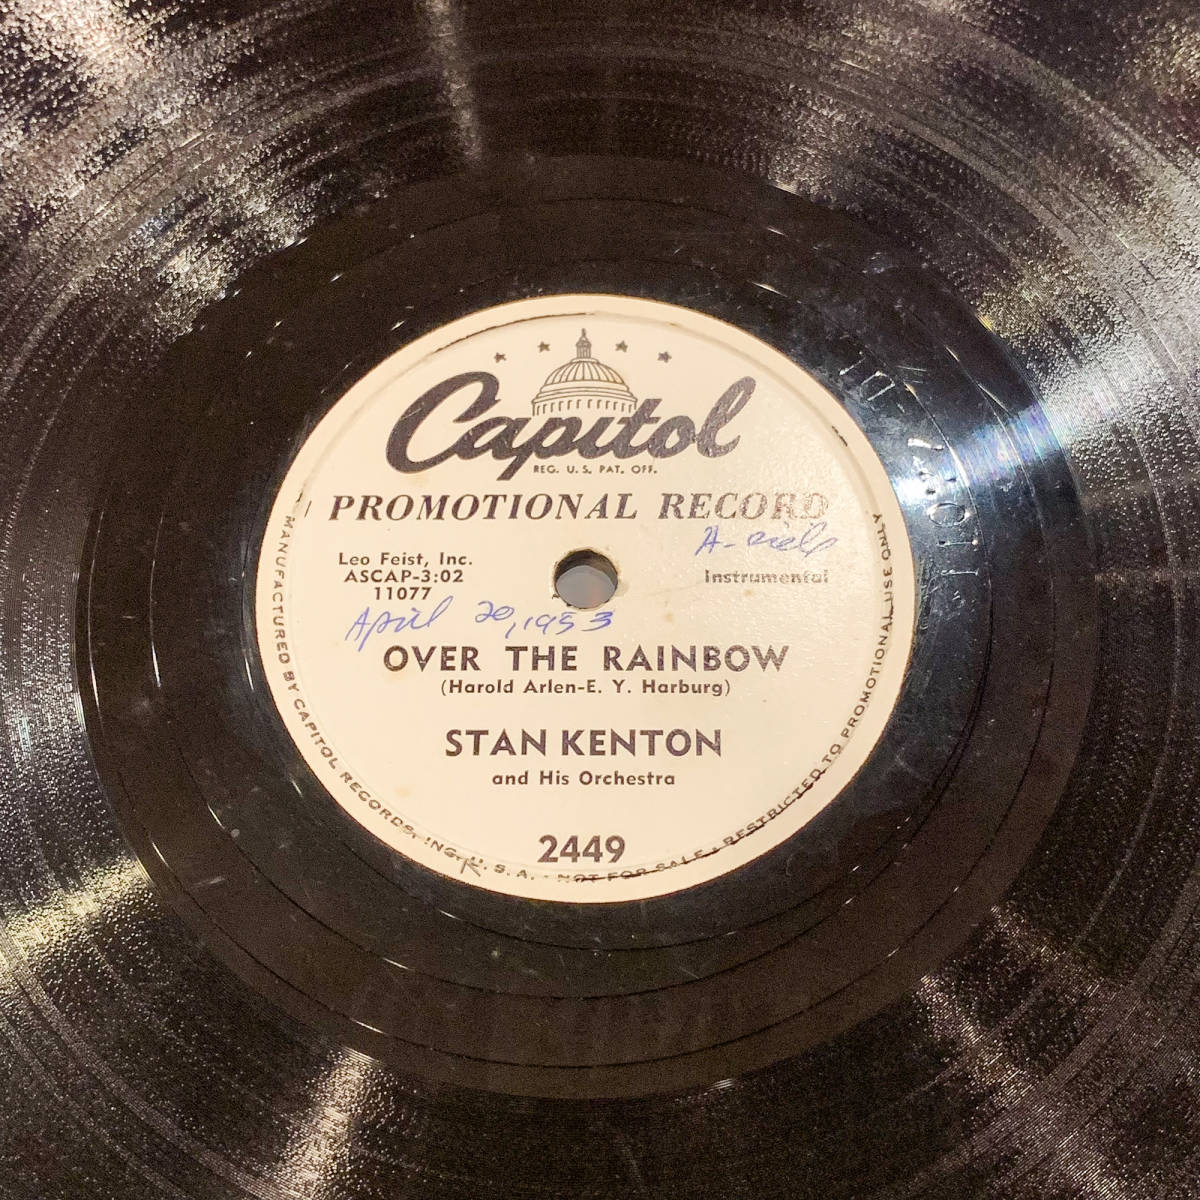 Capitol
REG. U.S. PAT. OFF.
PROMOTIONAL RECORD
A-side
Leo Feist, Inc.
ASCAP-3:02
11077
Instrumental
April 20, 1953
OVER THE RAINBOW
(Harold Arlen-E. Y. Harburg)
STAN KENTON
and His Orchestra
2449
MANUFACTURED BY CAPITOL RECORDS, INC. U.S.A. - NOT FOR SALE. RESTRICTED TO PROMOTIONAL USE ONLY